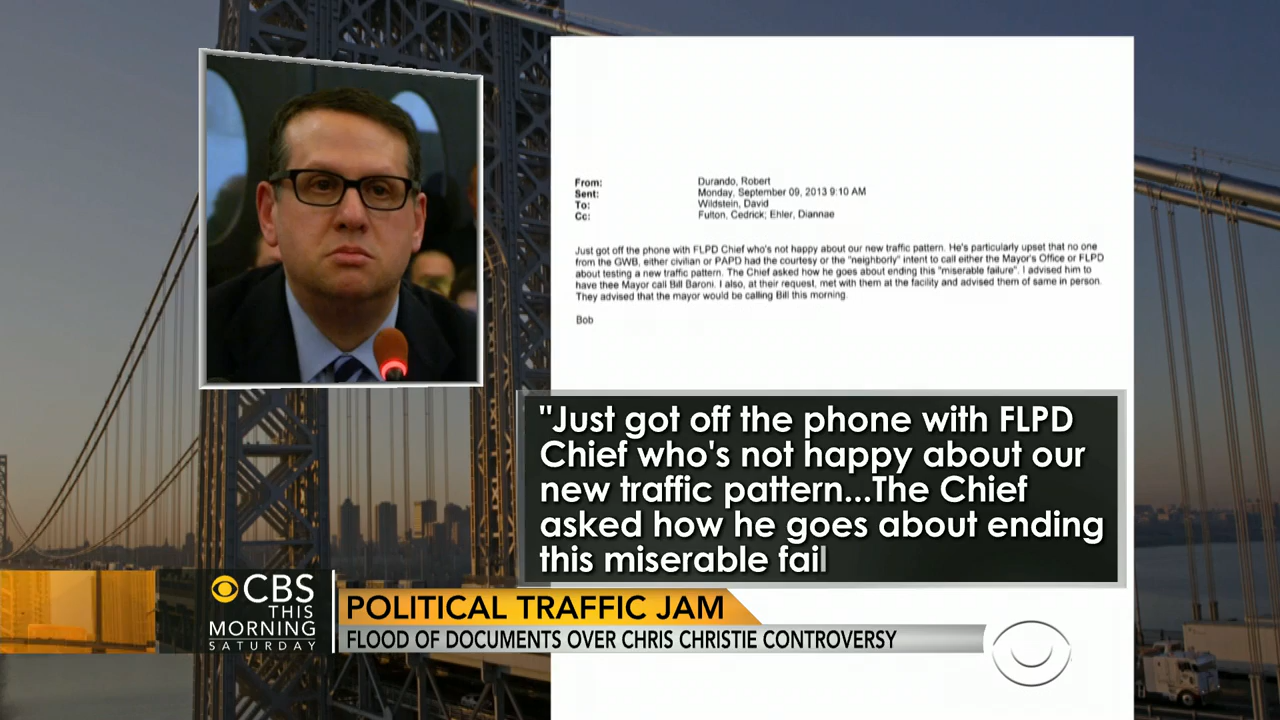 From: Durando, Robert
Sent: Monday, September 09, 2013 9:10 AM
To: Wildstein, David
Cc: Fulton, Cedrick; Ehler, Diannae
Just got off the phone with FLPD Chief who's not happy about our new traffic pattern. He's particularly upset that no one
from the GWB, either civilian or PAPD had the courtesy or the "neighborly" intent to call either the Mayor's Office or FLPD
about testing a new traffic pattern. The Chief asked how he goes about ending this "miserable failure". I advised him to
have thee Mayor call Bill Baroni. I also, at their request, met with them at the facility and advised them of same in person.
They advised that the mayor would be calling Bill this morning.
Bob
"Just got off the phone with FLPD
Chief who's not happy about our
new traffic pattern...The Chief
asked how he goes about ending
this miserable fail
CBS
THIS
MORNING
SATURDAY
POLITICAL TRAFFIC JAM
FLOOD OF DOCUMENTS OVER CHRIS CHRISTIE CONTROVERSY